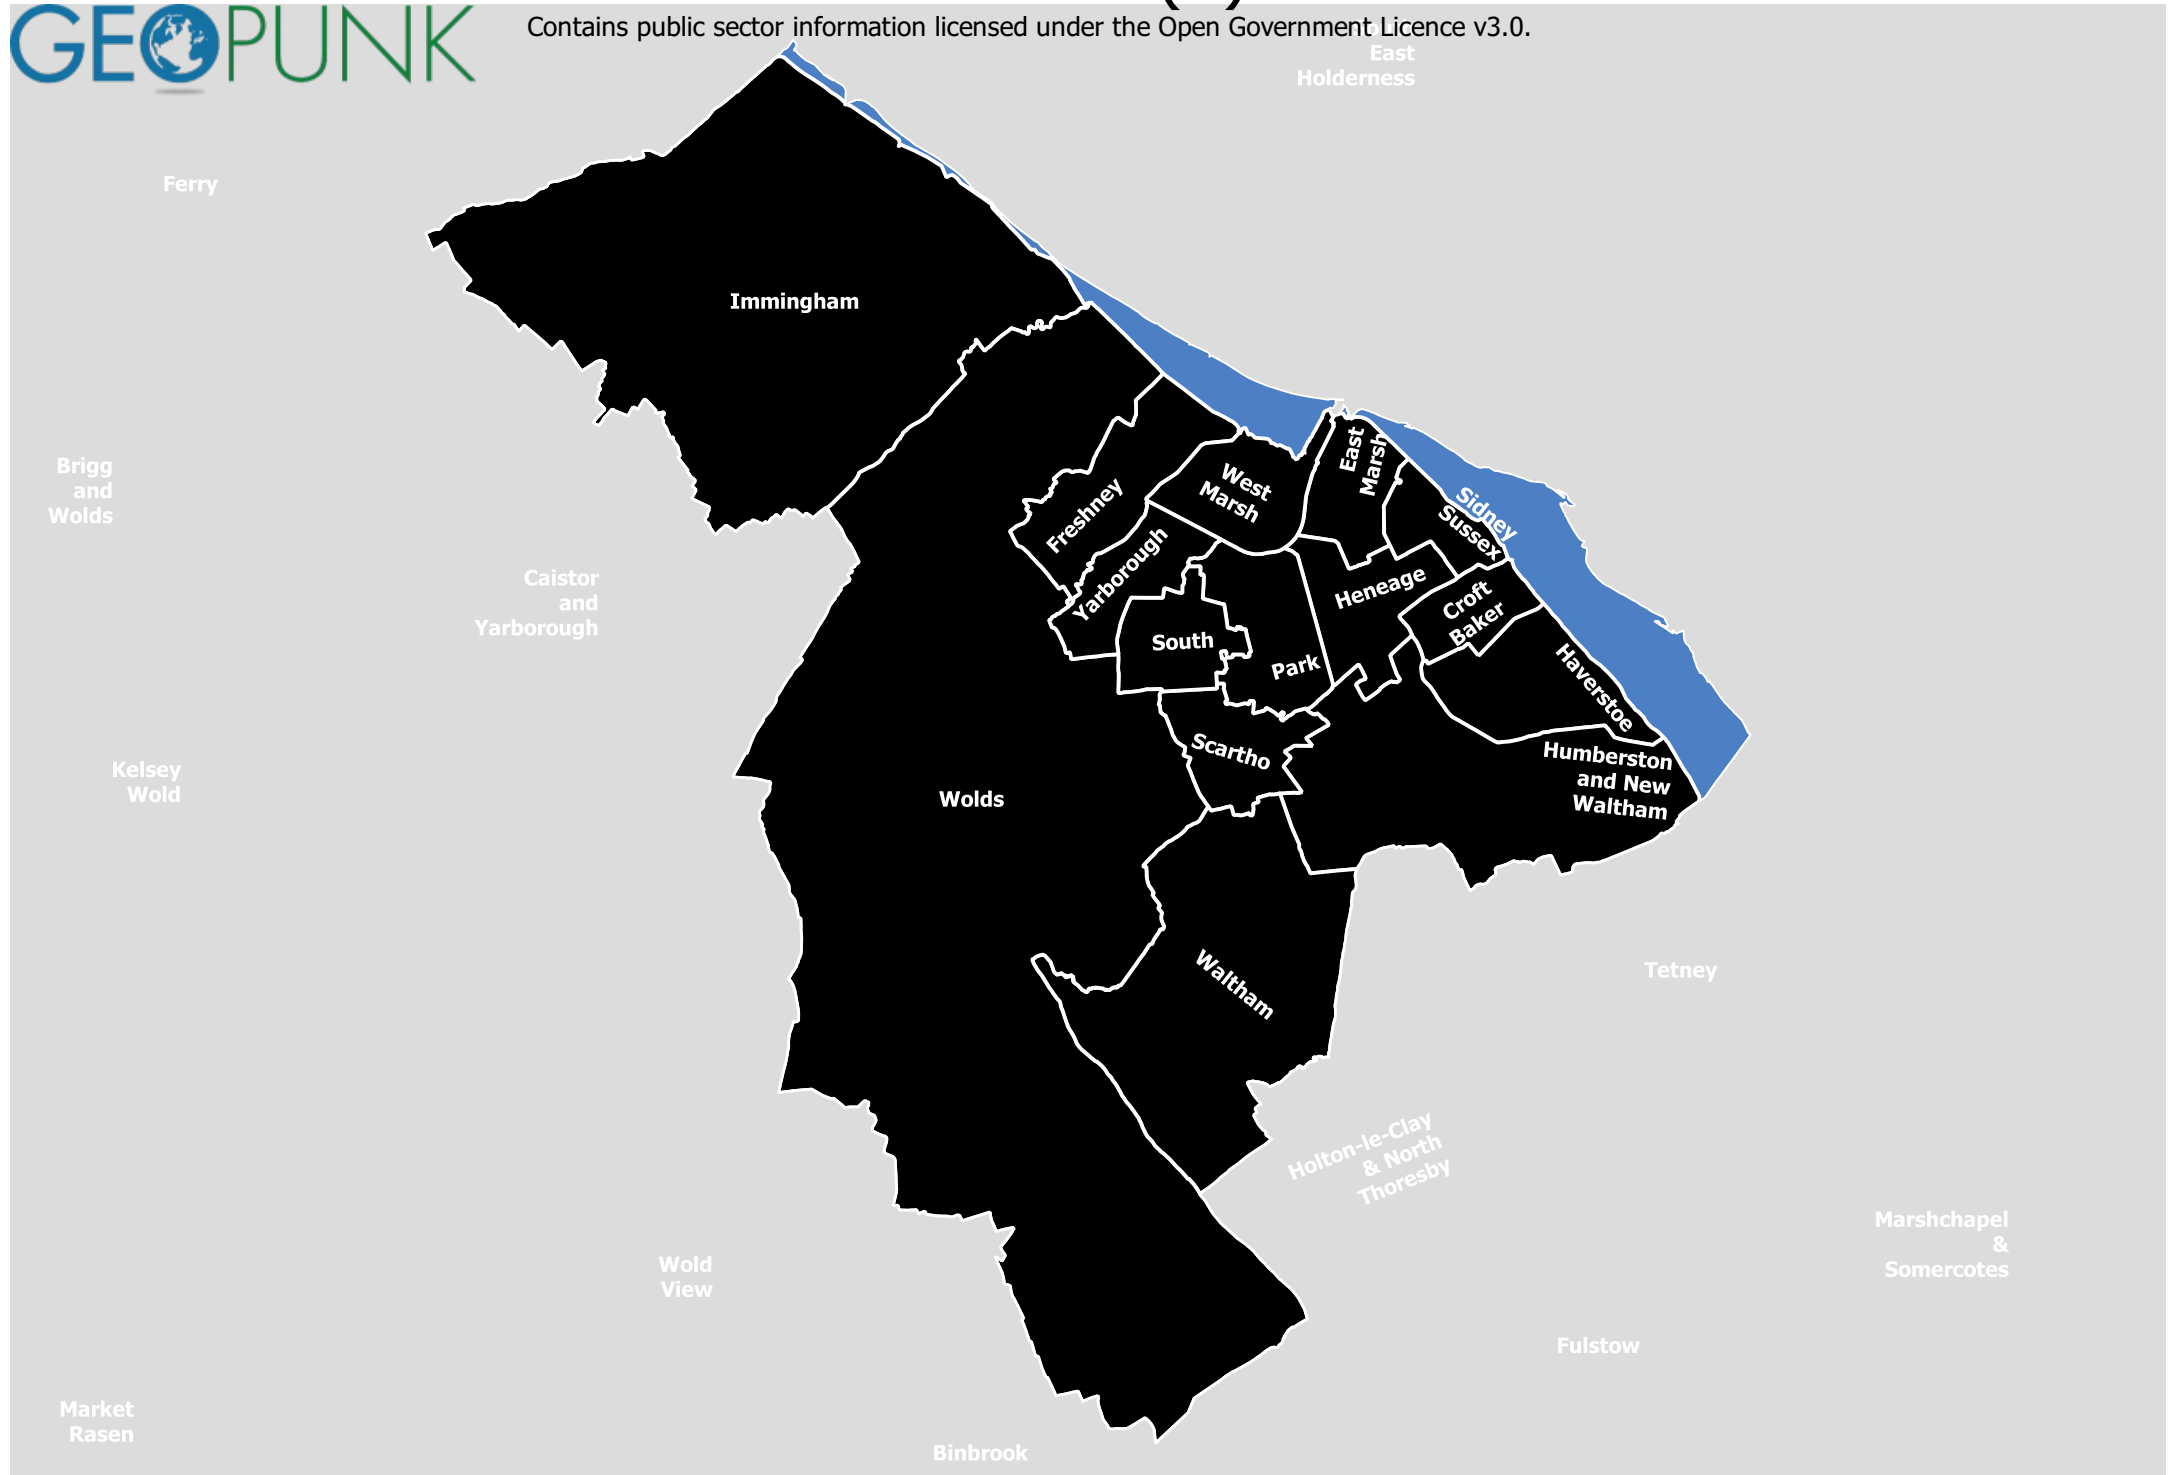 GEOPUNK
Contains public sector information licensed under the Open Government Licence v3.0.
East
Holderness
Ferry
Immingham
Brigg
and
Wolds
East
Marsh
West
Marsh
Sidney
Sussex
Freshney
Yarborough
Caistor
and
Yarborough
Heneage
Croft
Baker
South
Park
Haverstoe
Scartho
Humberston
and New
Waltham
Kelsey
Wold
Wolds
Waltham
Tetney
Holton-le-Clay
& North
Thoresby
Marshchapel
&
Somercotes
Wold
View
Fulstow
Market
Rasen
Binbrook